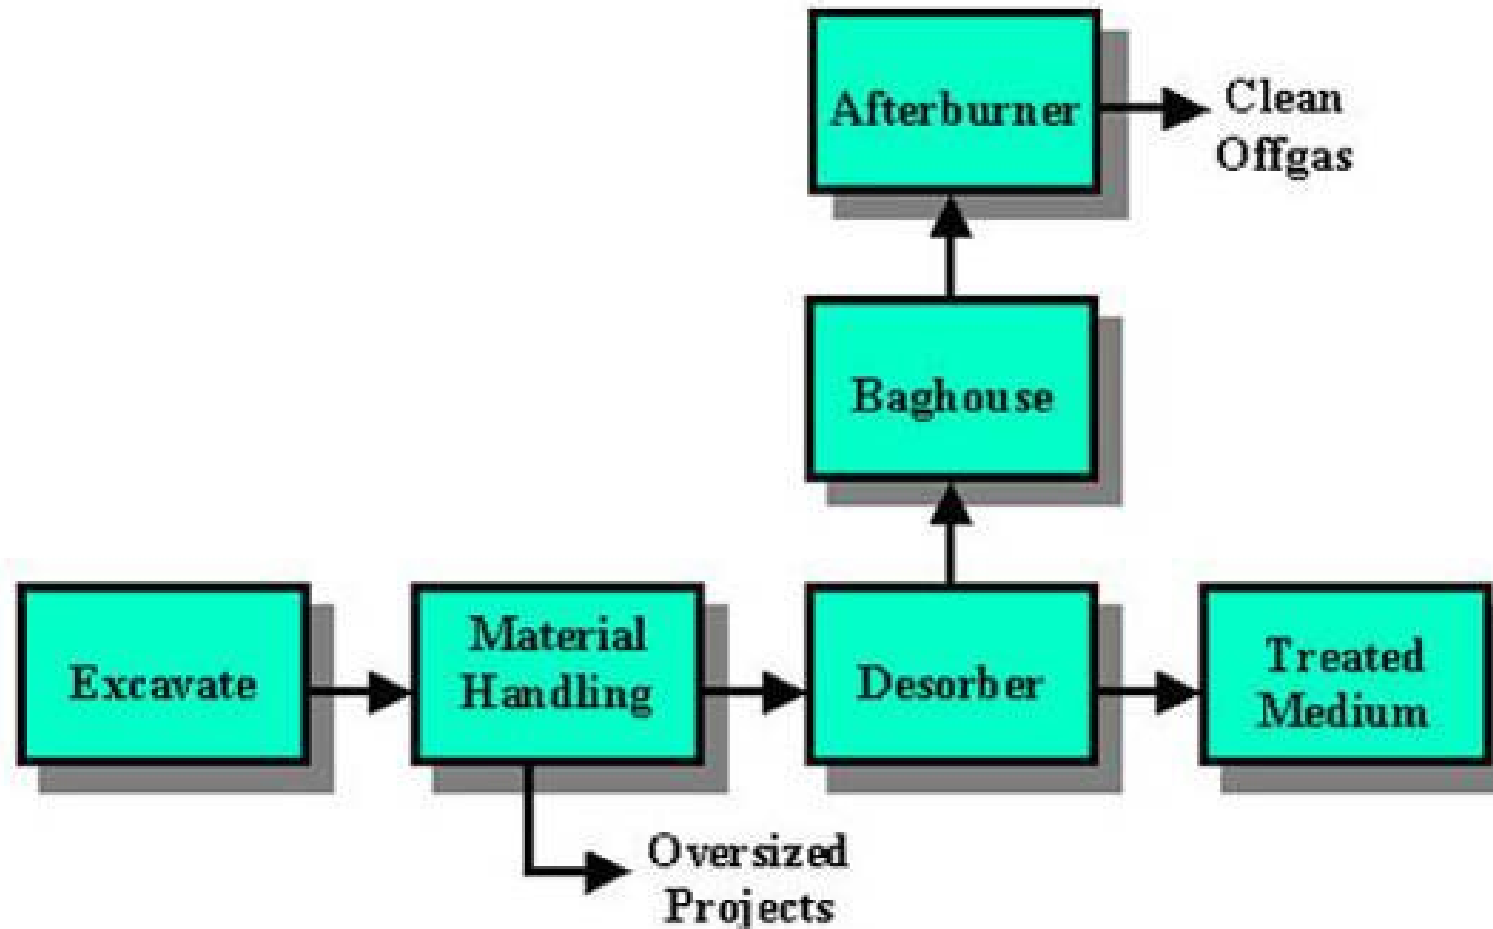 Afterburner
Clean
Offgas
Baghouse
Excavate
Material
Handling
Desorber
Treated
Medium
Oversized
Projects